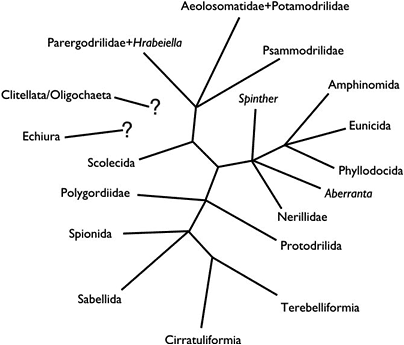 Aeolosomatidae+Potamodrilidae
Parergodrilidae+Hrabeiella
Psammodrilidae
Clitellata/Oligochaeta
?
Spinther
Amphinomida
Echiura
?
Eunicida
Scolecida
Phyllodocida
Polygordiidae
Aberranta
Nerillidae
Spionida
Protodrilida
Sabellida
Terebelliformia
Cirratuliformia